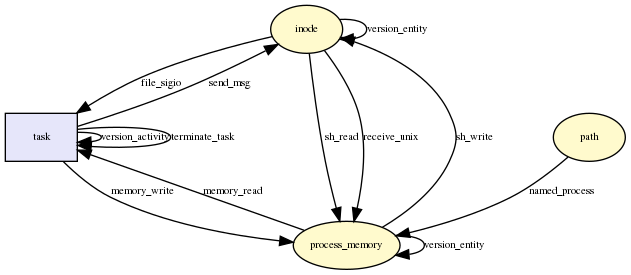 inode
version_entity
file_sigio
send_msg
task
version_activity
terminate_task
sh_read
receive_unix
sh_write
path
memory_write
memory_read
named_process
process_memory
version_entity